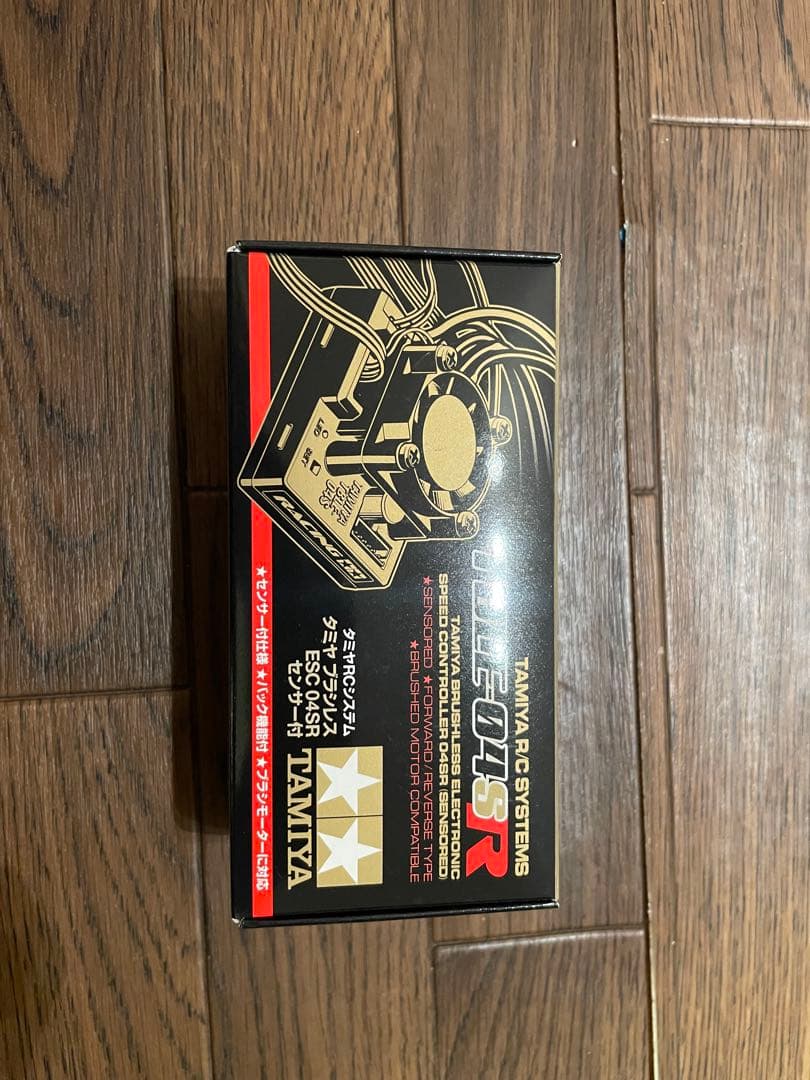 TAMIYA R/C SYSTEMS
TBLE-04SR
TAMIYA BRUSHLESS ELECTRONIC
SPEED CONTROLLER 04SR (SENSORED)
★SENSORED ★FORWARD/REVERSE TYPE
★BRUSHED MOTOR COMPATIBLE
LED
SET
RACING
タミヤRCシステム
タミヤ ブラシレス
ESC 04SR
センサー付
TAMIYA
★センサー付仕様 ★バック機能付 ★ブラシモーターに対応